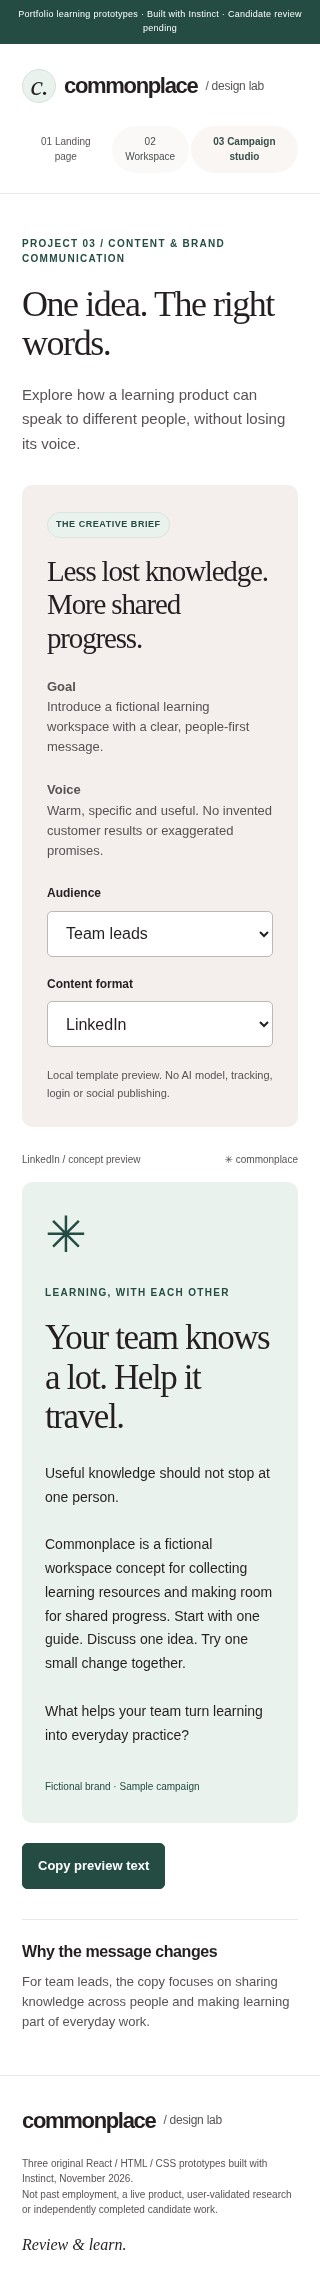 Portfolio learning prototypes · Built with Instinct · Candidate review
pending
c. commonplace / design lab
01 Landing
page
02
Workspace
03 Campaign
studio
PROJECT 03 / CONTENT & BRAND
COMMUNICATION
One idea. The right
words.
Explore how a learning product can
speak to different people, without losing
its voice.
THE CREATIVE BRIEF
Less lost knowledge.
More shared
progress.
Goal
Introduce a fictional learning
workspace with a clear, people-first
message.
Voice
Warm, specific and useful. No invented
customer results or exaggerated
promises.
Audience
Team leads
Content format
LinkedIn
Local template preview. No AI model, tracking,
login or social publishing.
LinkedIn / concept preview
✳ commonplace
LEARNING, WITH EACH OTHER
Your team knows
a lot. Help it
travel.
Useful knowledge should not stop at
one person.
Commonplace is a fictional
workspace concept for collecting
learning resources and making room
for shared progress. Start with one
guide. Discuss one idea. Try one
small change together.
What helps your team turn learning
into everyday practice?
Fictional brand · Sample campaign
Copy preview text
Why the message changes
For team leads, the copy focuses on sharing
knowledge across people and making learning
part of everyday work.
commonplace / design lab
Three original React / HTML / CSS prototypes built with
Instinct, November 2026.
Not past employment, a live product, user-validated research
or independently completed candidate work.
Review & learn.